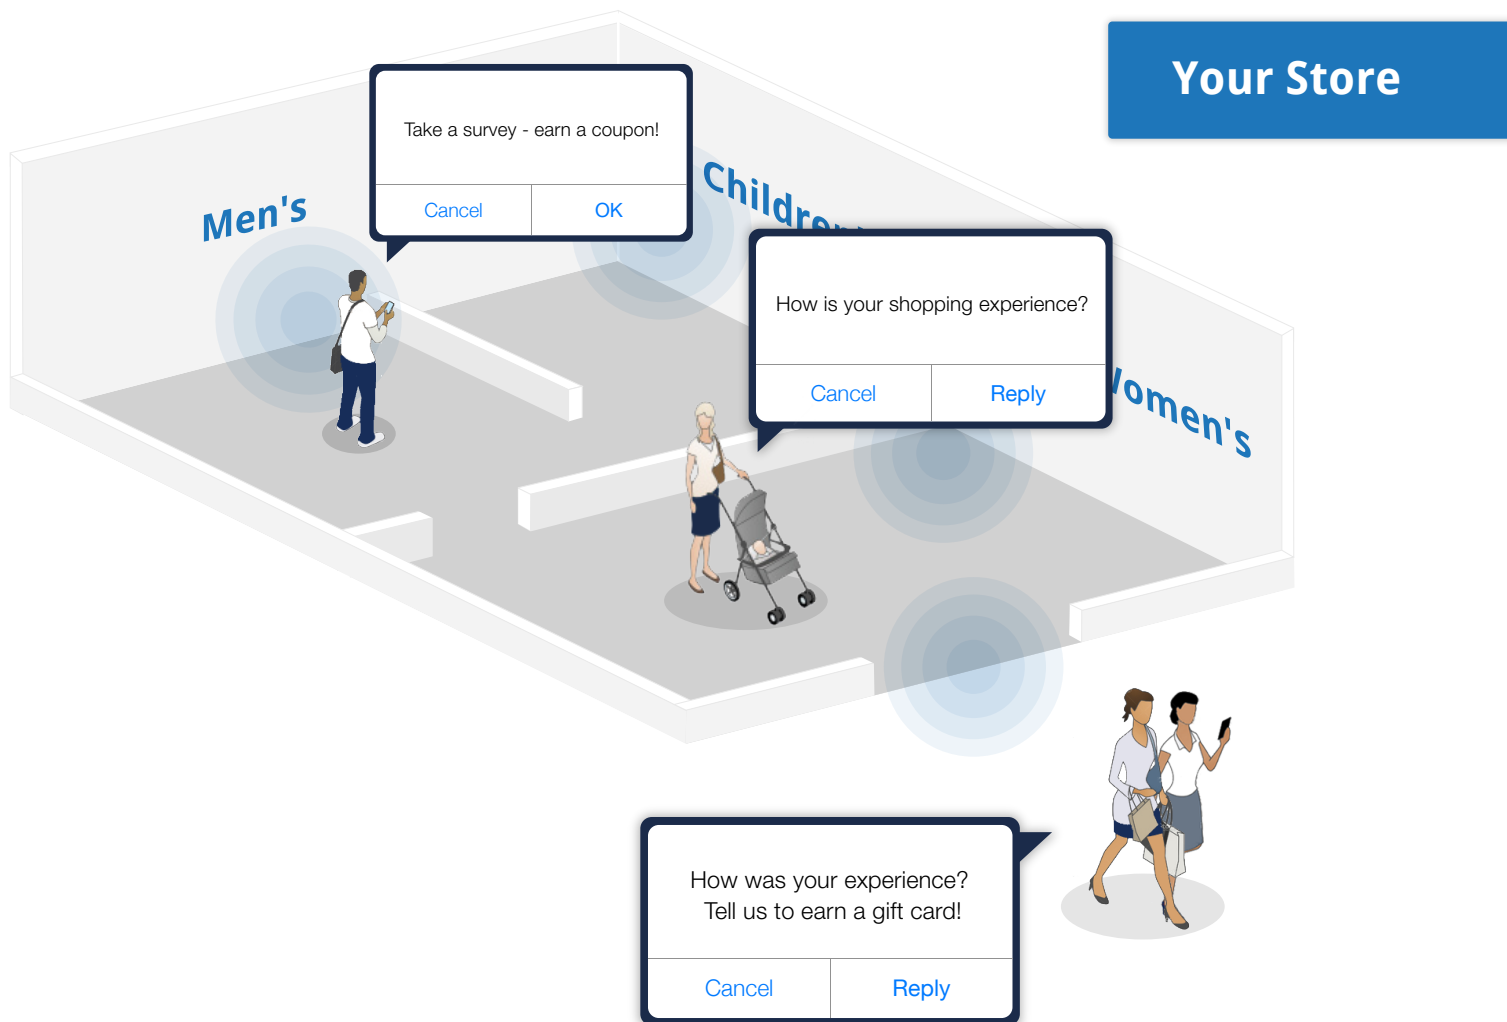 Your Store
Take a survey - earn a coupon!
Cancel
OK
Men's
How is your shopping experience?
Cancel
Reply
How was your experience?
Tell us to earn a gift card!
Cancel
Reply